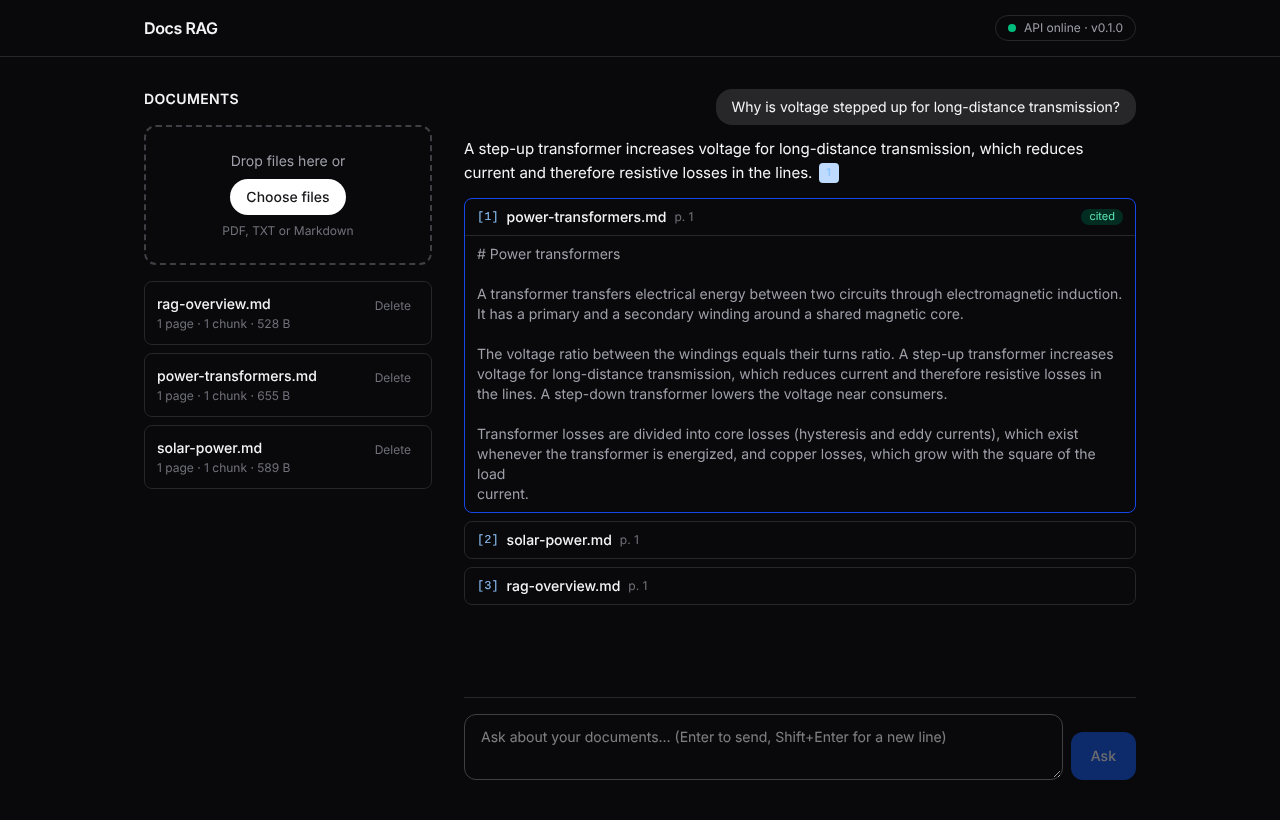 Docs RAG
API online · v0.1.0
DOCUMENTS
Drop files here or
Choose files
PDF, TXT or Markdown
rag-overview.md
Delete
1 page · 1 chunk · 528 B
power-transformers.md
Delete
1 page · 1 chunk · 655 B
solar-power.md
Delete
1 page · 1 chunk · 589 B
Why is voltage stepped up for long-distance transmission?
A step-up transformer increases voltage for long-distance transmission, which reduces
current and therefore resistive losses in the lines. 1
[1] power-transformers.md p. 1
cited
# Power transformers
A transformer transfers electrical energy between two circuits through electromagnetic induction.
It has a primary and a secondary winding around a shared magnetic core.
The voltage ratio between the windings equals their turns ratio. A step-up transformer increases
voltage for long-distance transmission, which reduces current and therefore resistive losses in
the lines. A step-down transformer lowers the voltage near consumers.
Transformer losses are divided into core losses (hysteresis and eddy currents), which exist
whenever the transformer is energized, and copper losses, which grow with the square of the
load
current.
[2] solar-power.md p. 1
[3] rag-overview.md p. 1
Ask about your documents... (Enter to send, Shift+Enter for a new line)
Ask